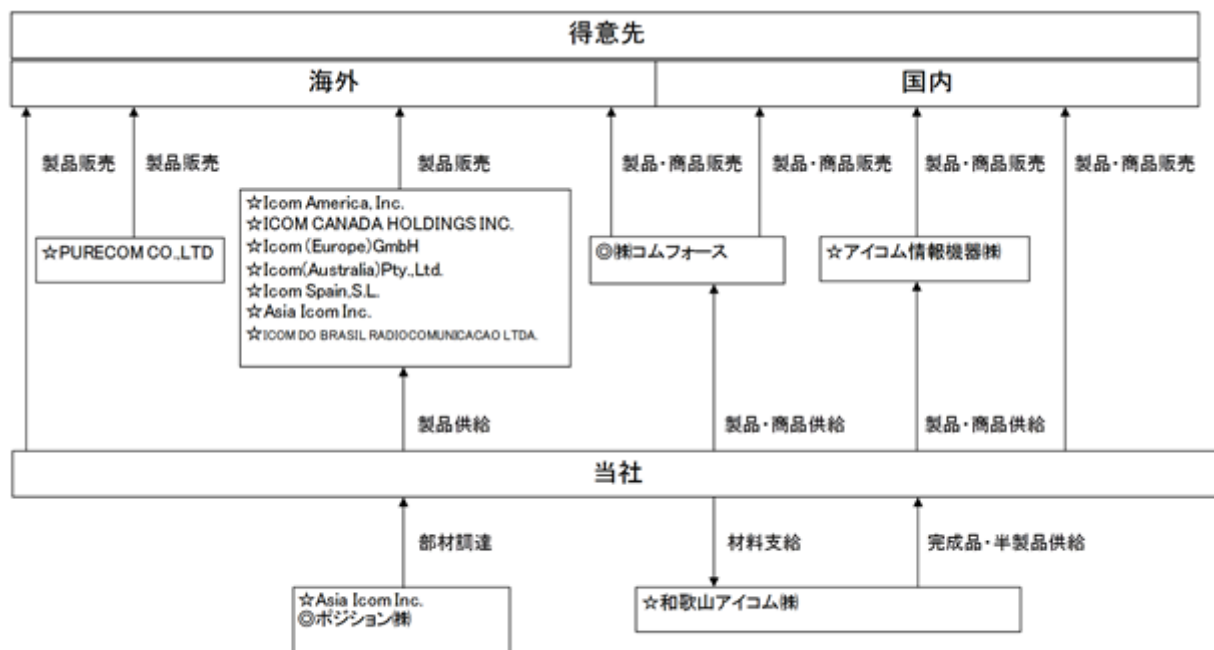 得意先
海外
国内
製品販売
製品販売
製品販売
製品・商品販売
製品・商品販売
製品・商品販売
製品・商品販売
☆PURECOM CO.,LTD
☆Icom America, Inc.
☆ICOM CANADA HOLDINGS INC.
☆Icom (Europe)GmbH
☆Icom(Australia)Pty.,Ltd.
☆Icom Spain,S.L.
☆Asia Icom Inc.
☆ICOM DO BRASIL RADIOCOMUNICACAO LTDA.
◎㈱コムフォース
☆アイコム情報機器㈱
製品供給
製品・商品供給
製品・商品供給
当社
部材調達
材料支給
完成品・半製品供給
☆Asia Icom Inc.
◎ポジション㈱
☆和歌山アイコム㈱